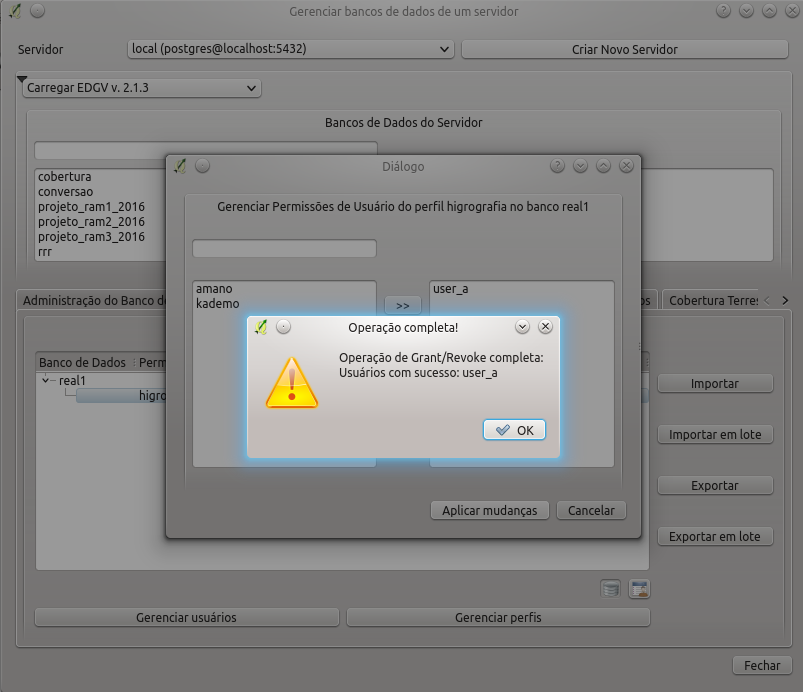 Gerenciar bancos de dados de um servidor
Servidor
local (postgres@localhost:5432)
Criar Novo Servidor
Carregar EDGV v. 2.1.3
Bancos de Dados do Servidor
cobertura
conversao
projeto_ram1_2016
projeto_ram2_2016
projeto_ram3_2016
rrr
Diálogo
Gerenciar Permissões de Usuário do perfil higrografia no banco real1
amano
kademo
>>
user_a
Administração do Banco de
os
Cobertura Terres
Operação completa!
Operação de Grant/Revoke completa:
Usuários com sucesso: user_a
OK
Banco de Dados
Perm
real1
higro
Importar
Importar em lote
Exportar
Exportar em lote
Aplicar mudanças
Cancelar
Gerenciar usuários
Gerenciar perfis
Fechar